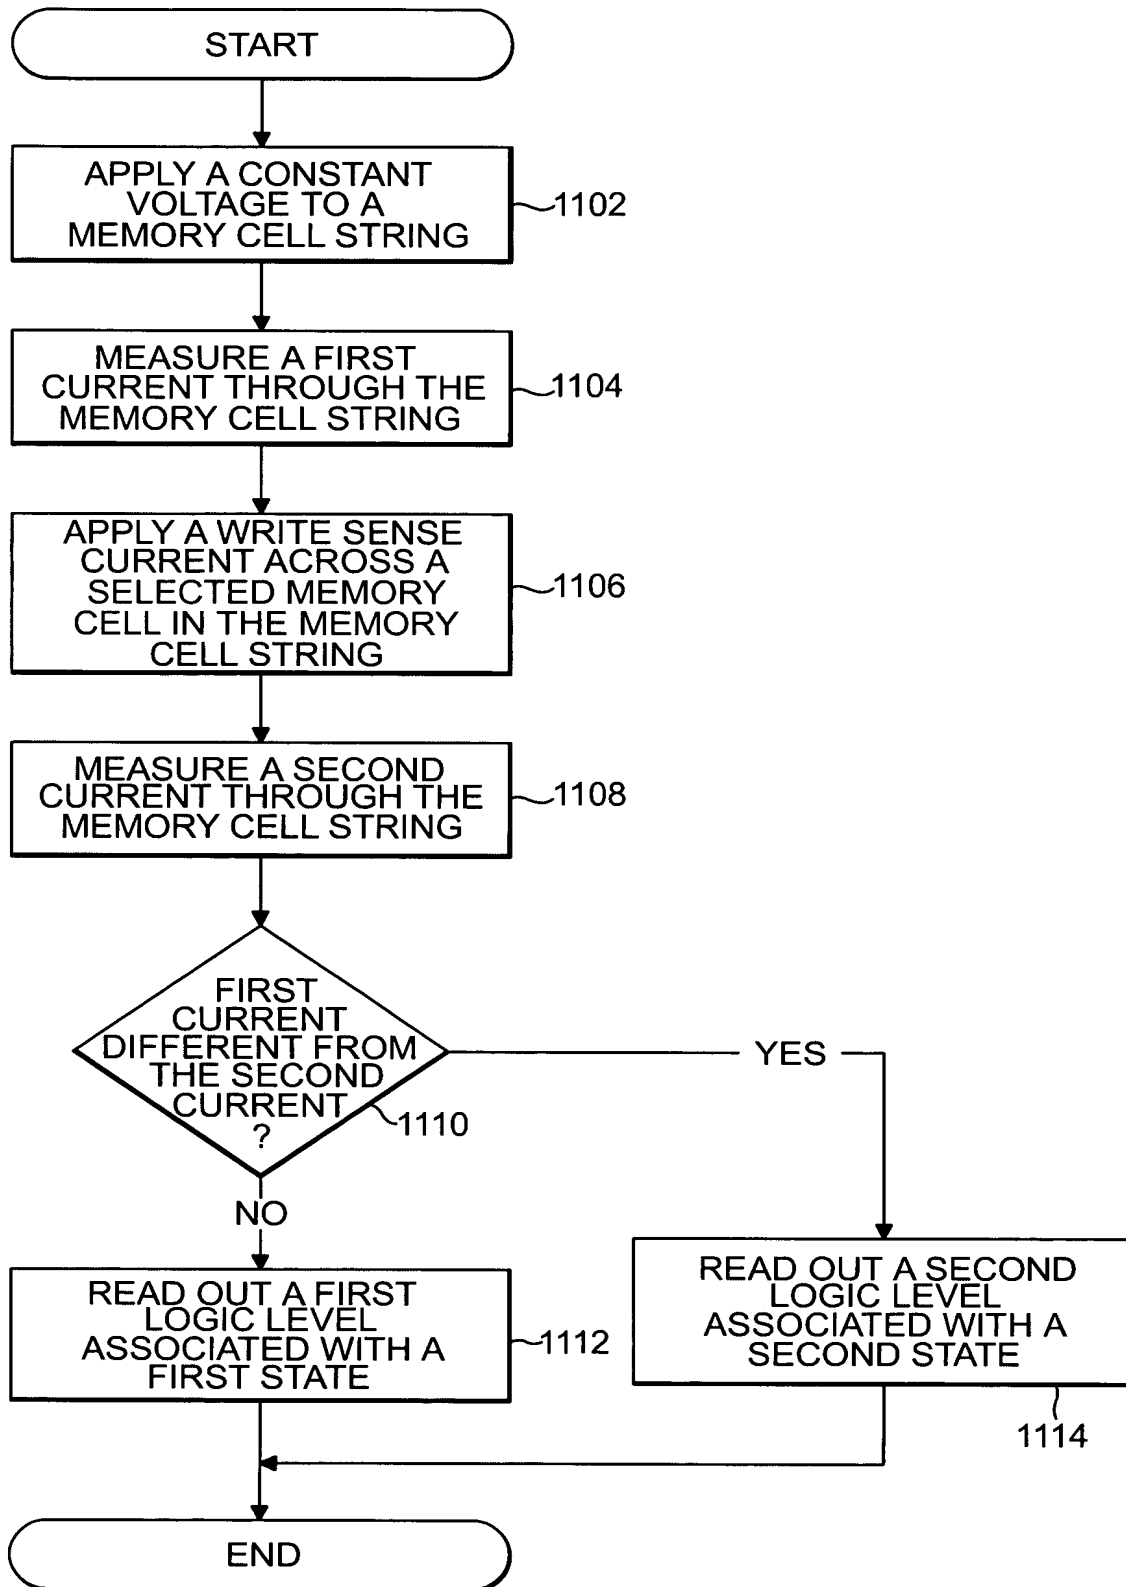 START
APPLY A CONSTANT
VOLTAGE TO A
MEMORY CELL STRING
1102
MEASURE A FIRST
CURRENT THROUGH THE
MEMORY CELL STRING
1104
APPLY A WRITE SENSE
CURRENT ACROSS A
SELECTED MEMORY
CELL IN THE MEMORY
CELL STRING
1106
MEASURE A SECOND
CURRENT THROUGH THE
MEMORY CELL STRING
1108
FIRST
CURRENT
DIFFERENT FROM
THE SECOND
CURRENT
?
1110
YES
NO
READ OUT A FIRST
LOGIC LEVEL
ASSOCIATED WITH A
FIRST STATE
1112
READ OUT A SECOND
LOGIC LEVEL
ASSOCIATED WITH A
SECOND STATE
1114
END